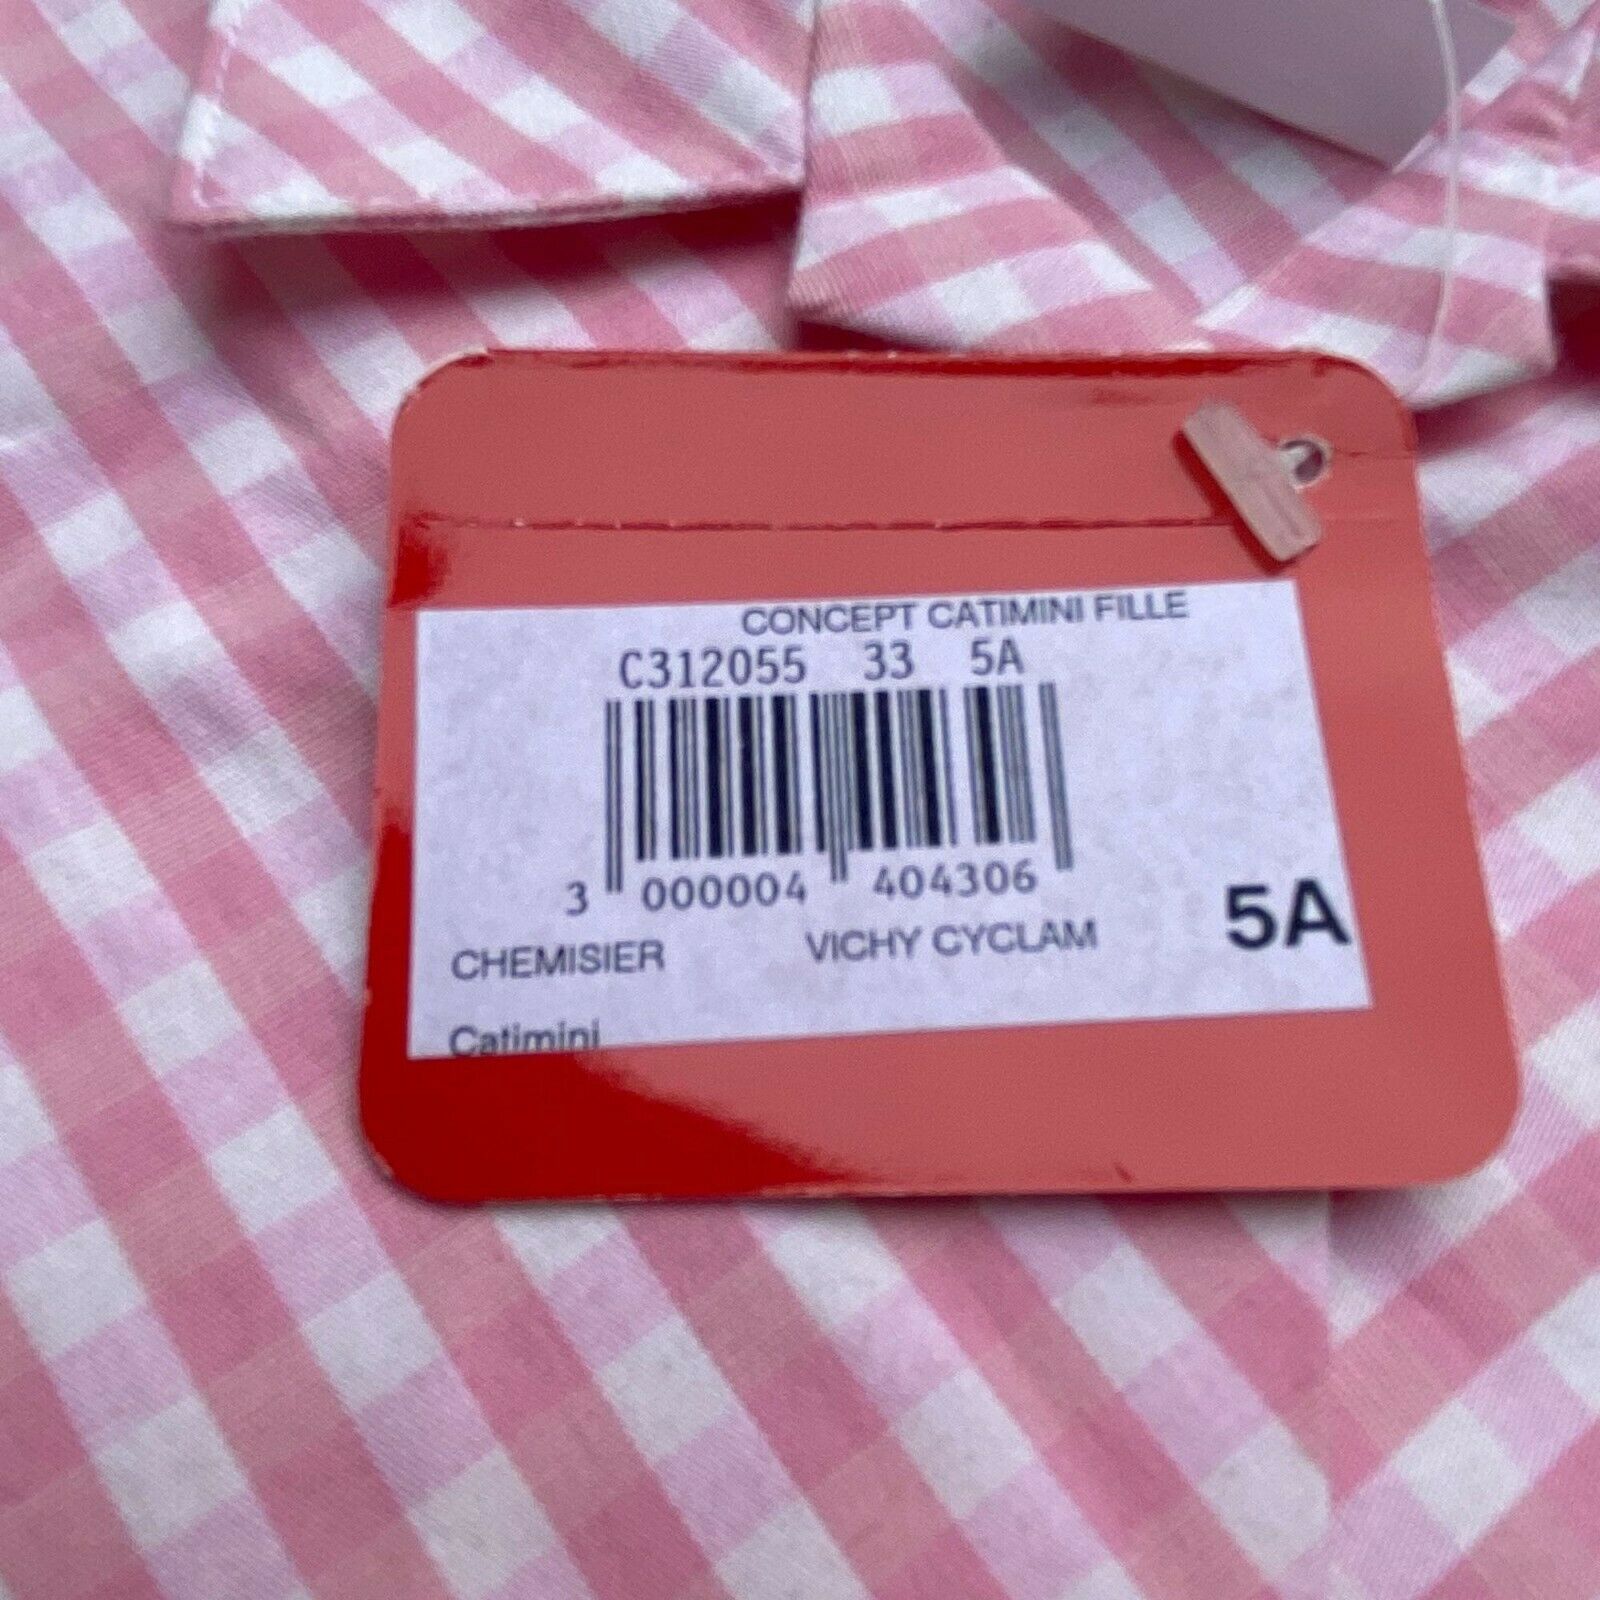 CONCEPT CATIMINI FILLE
C312055 33 5A
3 000004 404306
CHEMISIER VICHY CYCLAM 5A
Catimini